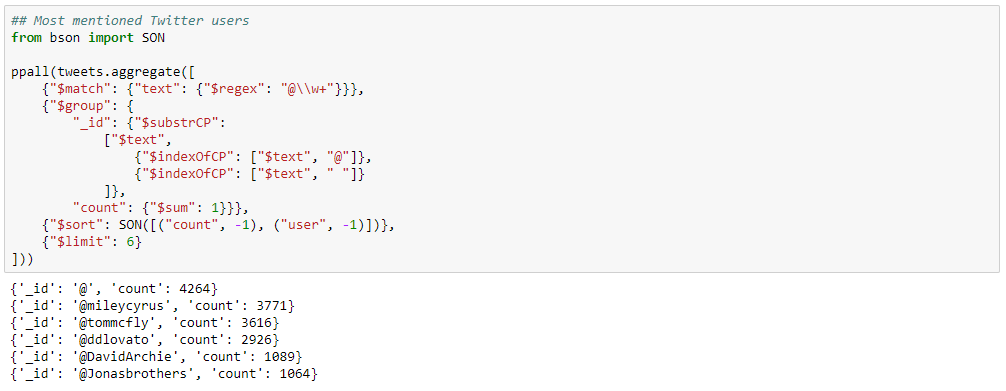 ## Most mentioned Twitter users
from bson import SON

ppall(tweets.aggregate([
    {"$match": {"text": {"$regex": "@\\w+"}}},
    {"$group": {
        "_id": {"$substrCP":
            ["$text",
                {"$indexOfCP": ["$text", "@"]},
                {"$indexOfCP": ["$text", " "]}
            ]},
        "count": {"$sum": 1}}},
    {"$sort": SON([("count", -1), ("user", -1)])},
    {"$limit": 6}
]))
{'_id': '@', 'count': 4264}
{'_id': '@mileycyrus', 'count': 3771}
{'_id': '@tommcfly', 'count': 3616}
{'_id': '@ddlovato', 'count': 2926}
{'_id': '@DavidArchie', 'count': 1089}
{'_id': '@Jonasbrothers', 'count': 1064}